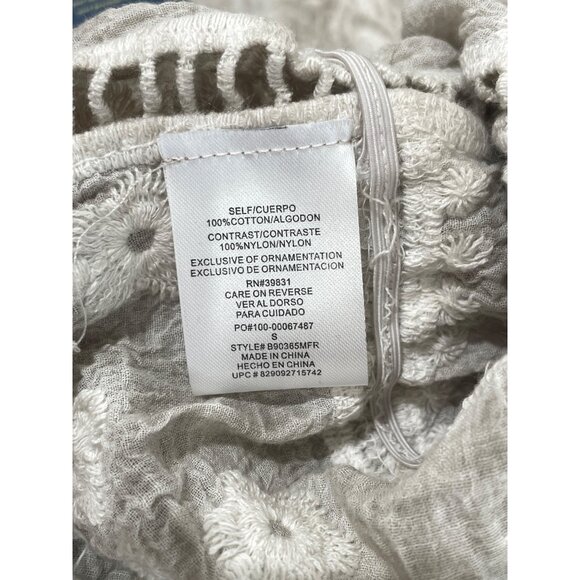 SELF/CUERPO
100%COTTON/ALGODON
CONTRAST/CONTRASTE
100%NYLON/NYLON
EXCLUSIVE OF ORNAMENTATION
EXCLUSIVO DE ORNAMENTACION
RN#39831
CARE ON REVERSE
VER AL DORSO
PARA CUIDADO
PO#100-00067487
S
STYLE# B90365MFR
MADE IN CHINA
HECHO EN CHINA
UPC # 829092715742